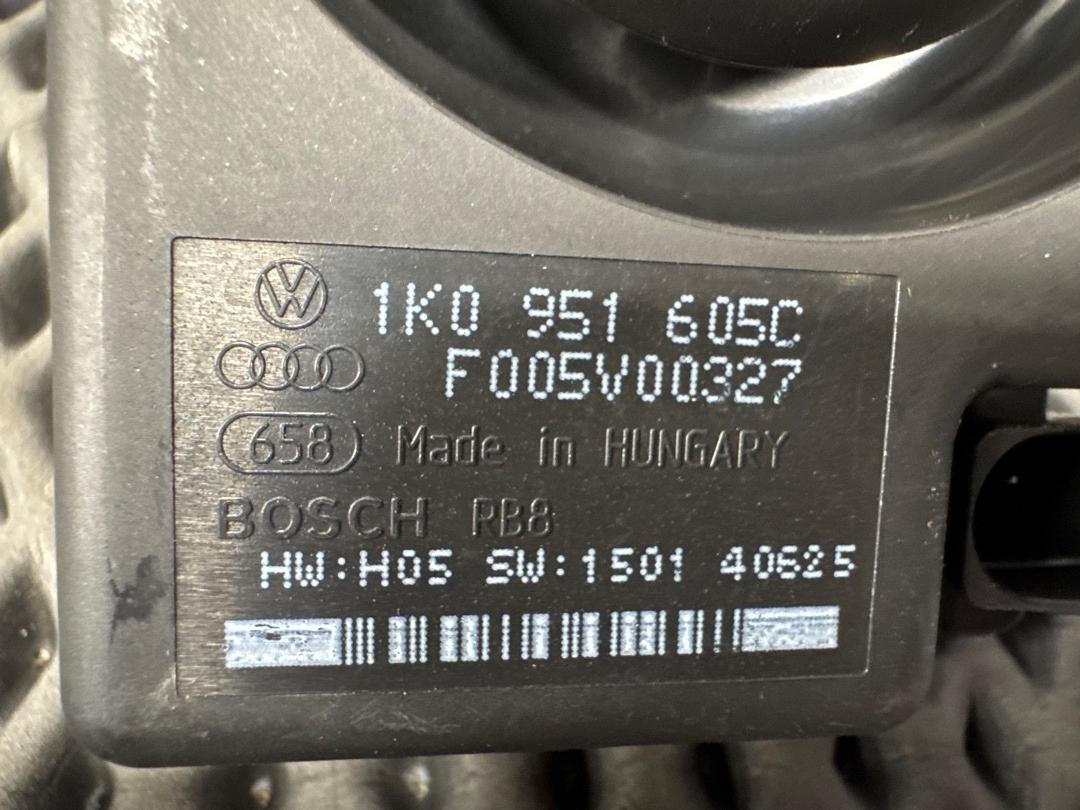 1K0 951 605C
F005V00327
658 Made in HUNGARY
BOSCH RB8
HW:H05 SW:1501 40625